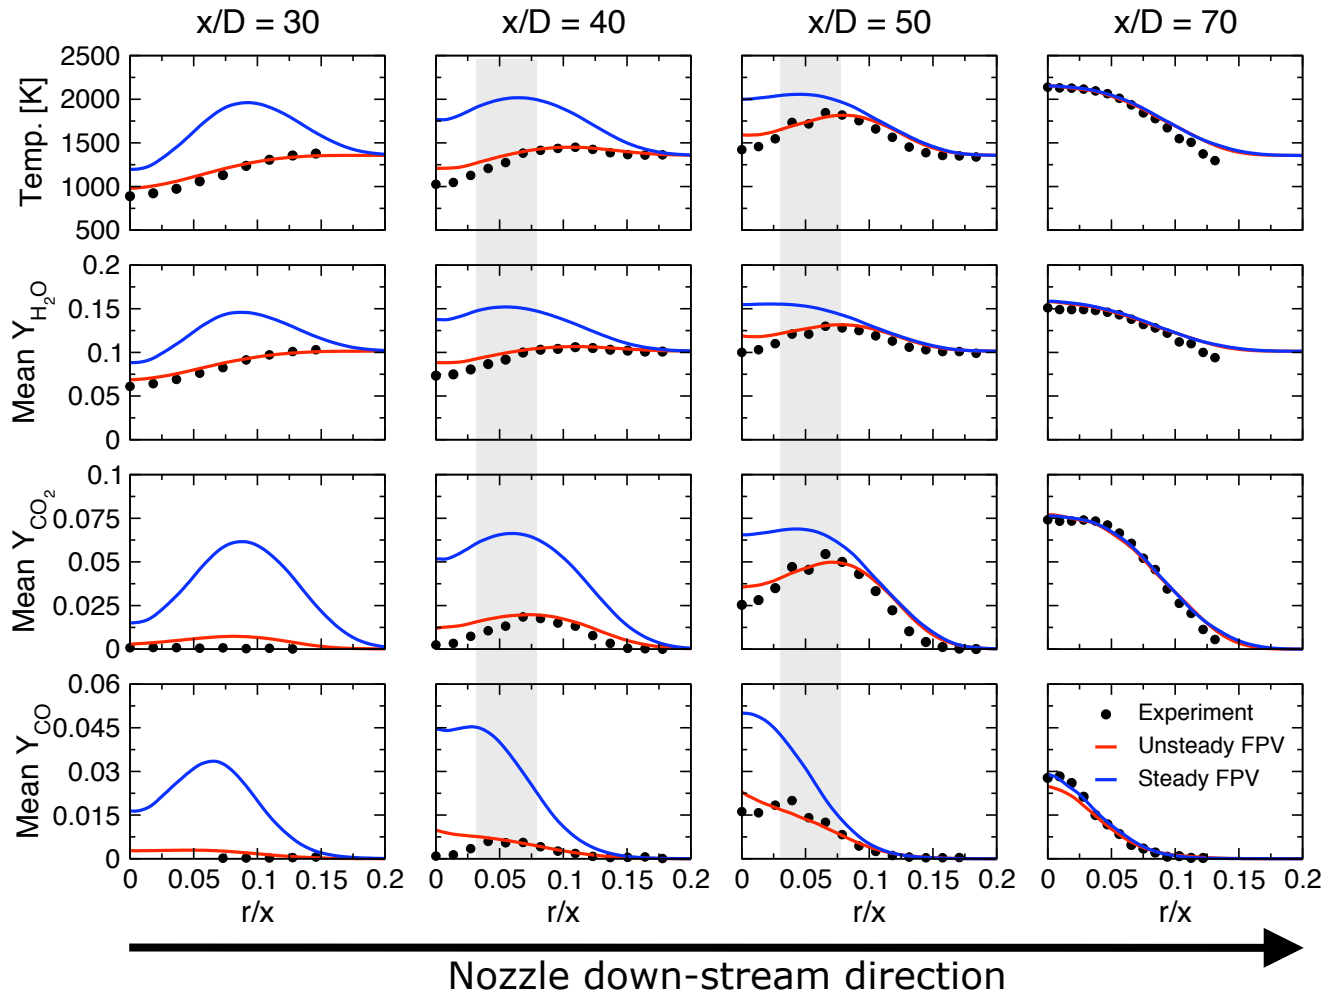 x/D = 30 x/D = 40 x/D = 50 x/D = 70
Temp. [K]
2500
2000
1500
1000
500
Mean Y_H₂O
0.2
0.15
0.1
0.05
0
Mean Y_CO₂
0.1
0.075
0.05
0.025
0
Mean Y_CO
0.06
0.045
0.03
0.015
0
Experiment
Unsteady FPV
Steady FPV
0 0.05 0.1 0.15 0.2 0 0.05 0.1 0.15 0.2 0 0.05 0.1 0.15 0.2 0 0.05 0.1 0.15 0.2
r/x r/x r/x r/x
Nozzle down-stream direction